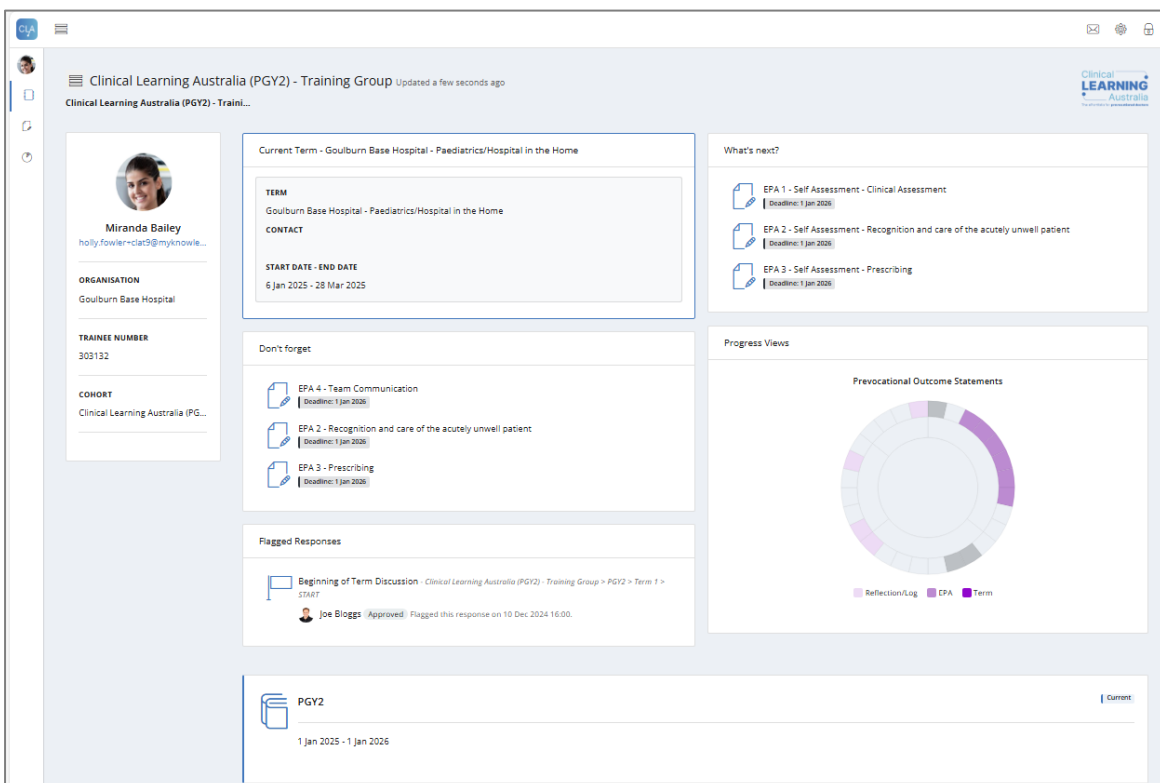 CLA
Clinical Learning Australia (PGY2) - Training Group Updated a few seconds ago
Clinical Learning Australia (PGY2) - Traini...
Clinical
LEARNING
Australia
Miranda Bailey
holly.fowler+clat9@myknowle...
ORGANISATION
Goulburn Base Hospital
TRAINEE NUMBER
303132
COHORT
Clinical Learning Australia (PG...
Current Term - Goulburn Base Hospital - Paediatrics/Hospital in the Home
TERM
Goulburn Base Hospital - Paediatrics/Hospital in the Home
CONTACT
START DATE - END DATE
6 Jan 2025 - 28 Mar 2025
Don't forget
EPA 4 - Team Communication
Deadline: 1 Jan 2026
EPA 2 - Recognition and care of the acutely unwell patient
Deadline: 1 Jan 2026
EPA 3 - Prescribing
Deadline: 1 Jan 2026
Flagged Responses
Beginning of Term Discussion - Clinical Learning Australia (PGY2) - Training Group > PGY2 > Term 1 >
START
Joe Bloggs Approved Flagged this response on 10 Dec 2024 16:00.
What's next?
EPA 1 - Self Assessment - Clinical Assessment
Deadline: 1 Jan 2026
EPA 2 - Self Assessment - Recognition and care of the acutely unwell patient
Deadline: 1 Jan 2026
EPA 3 - Self Assessment - Prescribing
Deadline: 1 Jan 2026
Progress Views
Prevocational Outcome Statements
Reflection/Log EPA Term
PGY2
Current
1 Jan 2025 - 1 Jan 2026